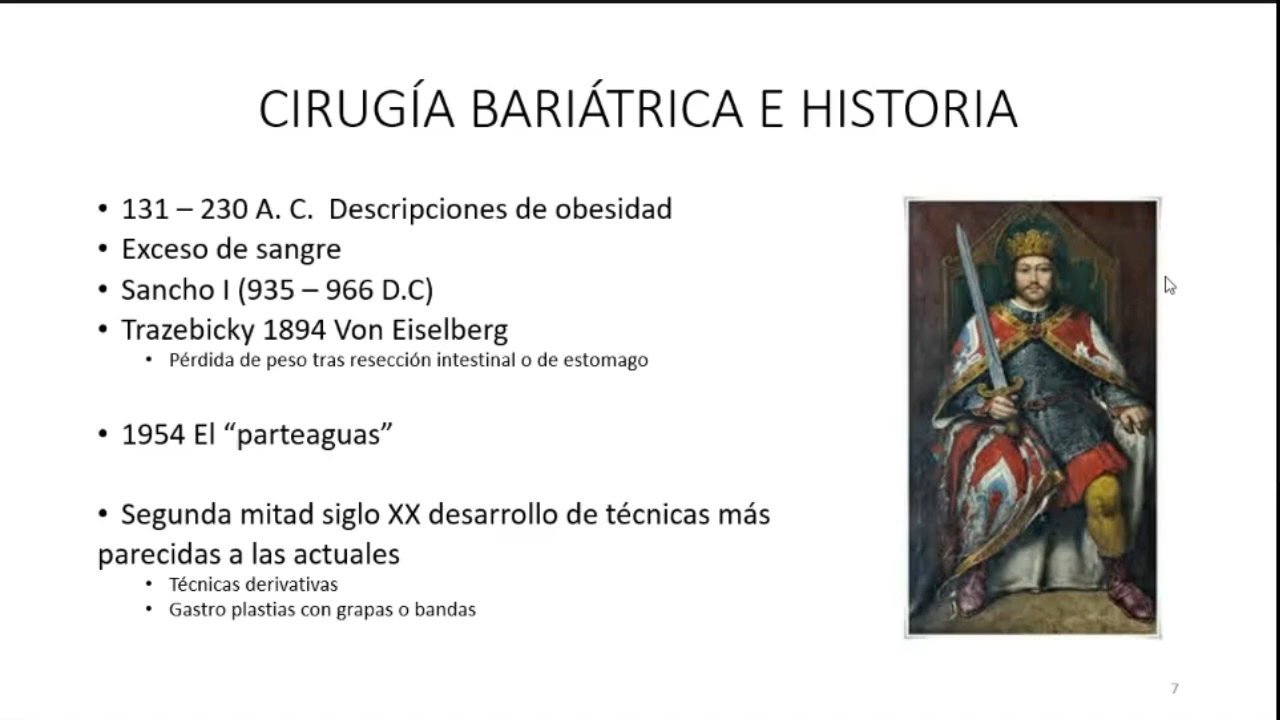 CIRUGÍA BARIÁTRICA E HISTORIA
• 131 – 230 A. C.  Descripciones de obesidad
• Exceso de sangre
• Sancho I (935 – 966 D.C)
• Trazebicky 1894 Von Eiselberg
• Pérdida de peso tras resección intestinal o de estomago
• 1954 El “parteaguas”
• Segunda mitad siglo XX desarrollo de técnicas más
parecidas a las actuales
• Técnicas derivativas
• Gastro plastias con grapas o bandas
7